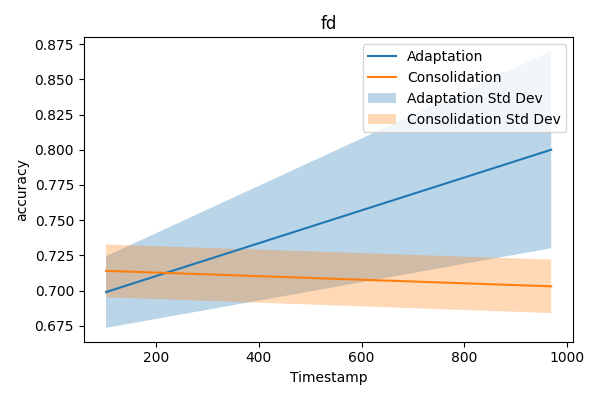 fd
0.875
0.850
0.825
0.800
0.775
0.750
0.725
0.700
0.675
accuracy
Adaptation
Consolidation
Adaptation Std Dev
Consolidation Std Dev
200
400
600
800
1000
Timestamp